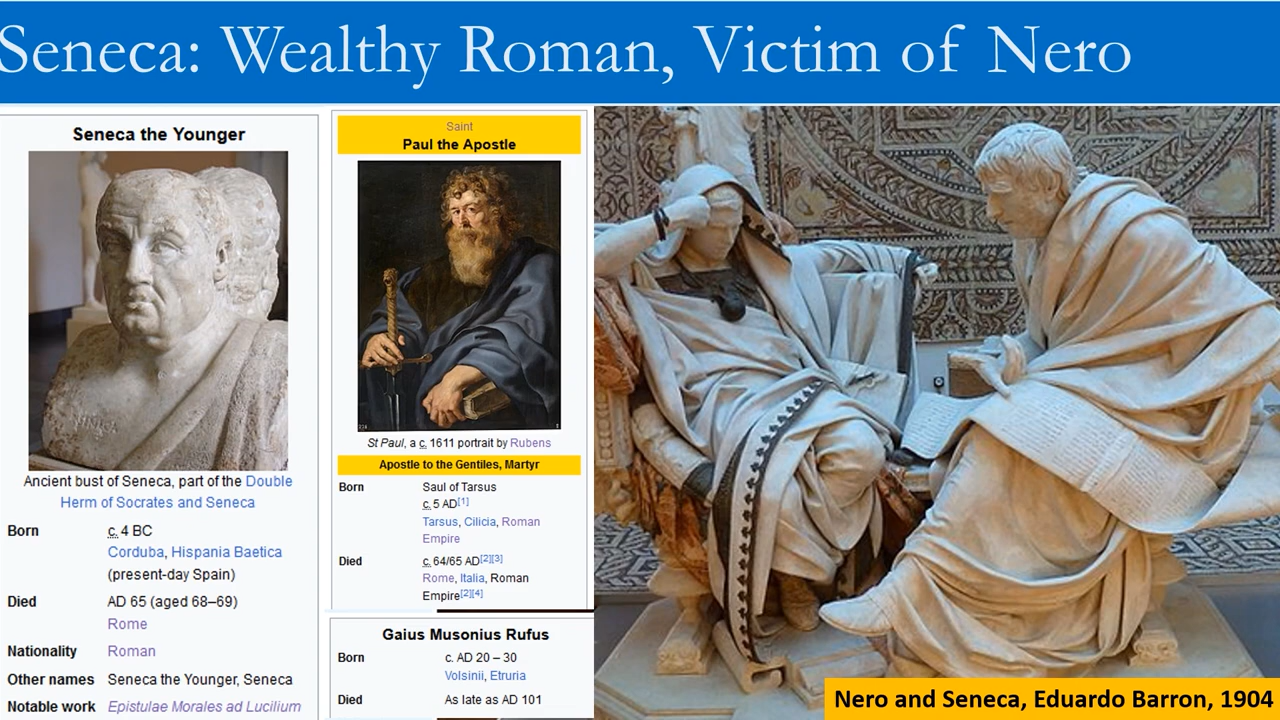 Seneca: Wealthy Roman, Victim of Nero
Seneca the Younger
Ancient bust of Seneca, part of the Double
Herm of Socrates and Seneca
Born c. 4 BC
Corduba, Hispania Baetica
(present-day Spain)
Died AD 65 (aged 68–69)
Rome
Nationality Roman
Other names Seneca the Younger, Seneca
Notable work Epistulae Morales ad Lucilium
Saint
Paul the Apostle
St Paul, a c. 1611 portrait by Rubens
Apostle to the Gentiles, Martyr
Born Saul of Tarsus
c. 5 AD[1]
Tarsus, Cilicia, Roman
Empire
Died c. 64/65 AD[2][3]
Rome, Italia, Roman
Empire[2][4]
Gaius Musonius Rufus
Born c. AD 20 – 30
Volsinii, Etruria
Died As late as AD 101
Nero and Seneca, Eduardo Barron, 1904